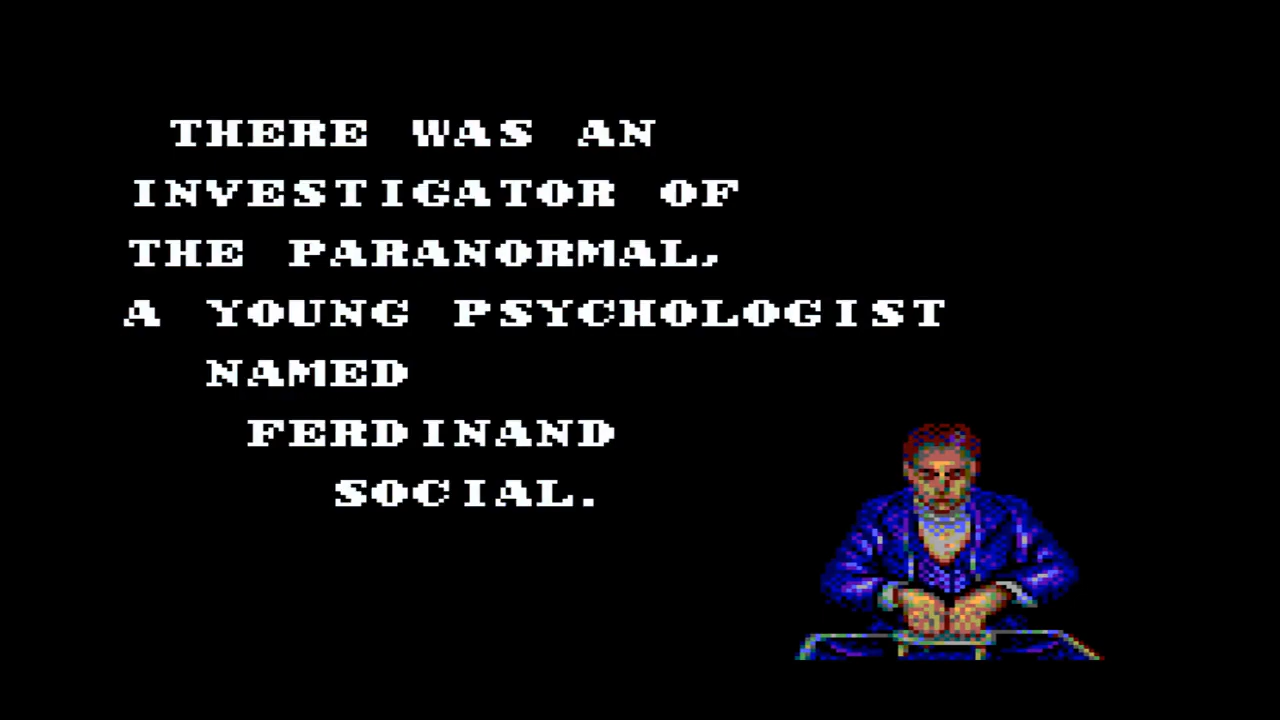 THERE WAS AN
INVESTIGATOR OF
THE PARANORMAL,
A YOUNG PSYCHOLOGIST
NAMED
FERDINAND
SOCIAL.